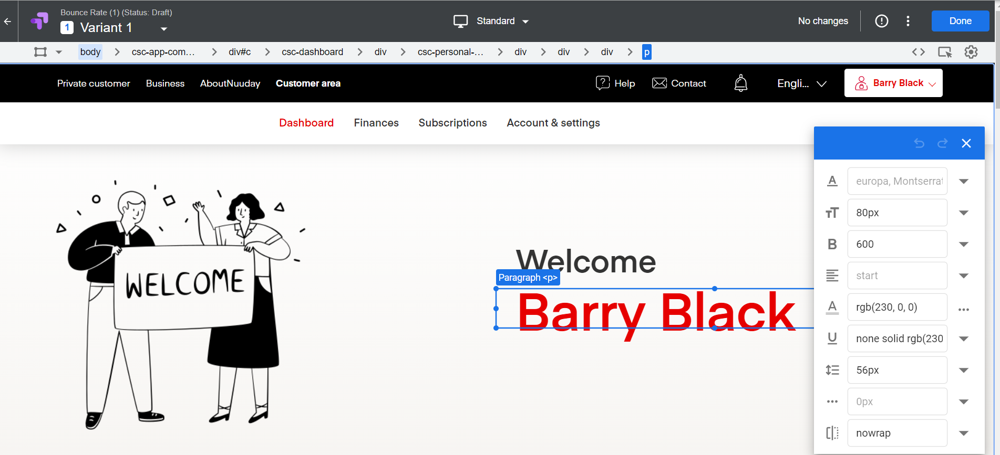 Bounce Rate (1) (Status: Draft)
1 Variant 1
Standard
No changes
Done
body csc-app-com... div#c csc-dashboard div csc-personal-... div div div p
Private customer Business AboutNuuday Customer area
? Help Contact Engli... Barry Black
Dashboard Finances Subscriptions Account & settings
WELCOME
Welcome
Paragraph <p>
Barry Black
A europa, Montserrat
TT 80px
B 600
start
A rgb(230, 0, 0)
U none solid rgb(230
56px
0px
nowrap